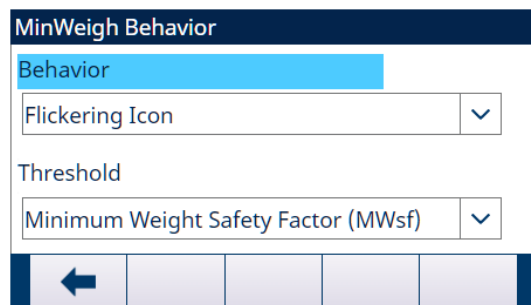 MinWeigh Behavior
Behavior
Flickering Icon
Threshold
Minimum Weight Safety Factor (MWsf)